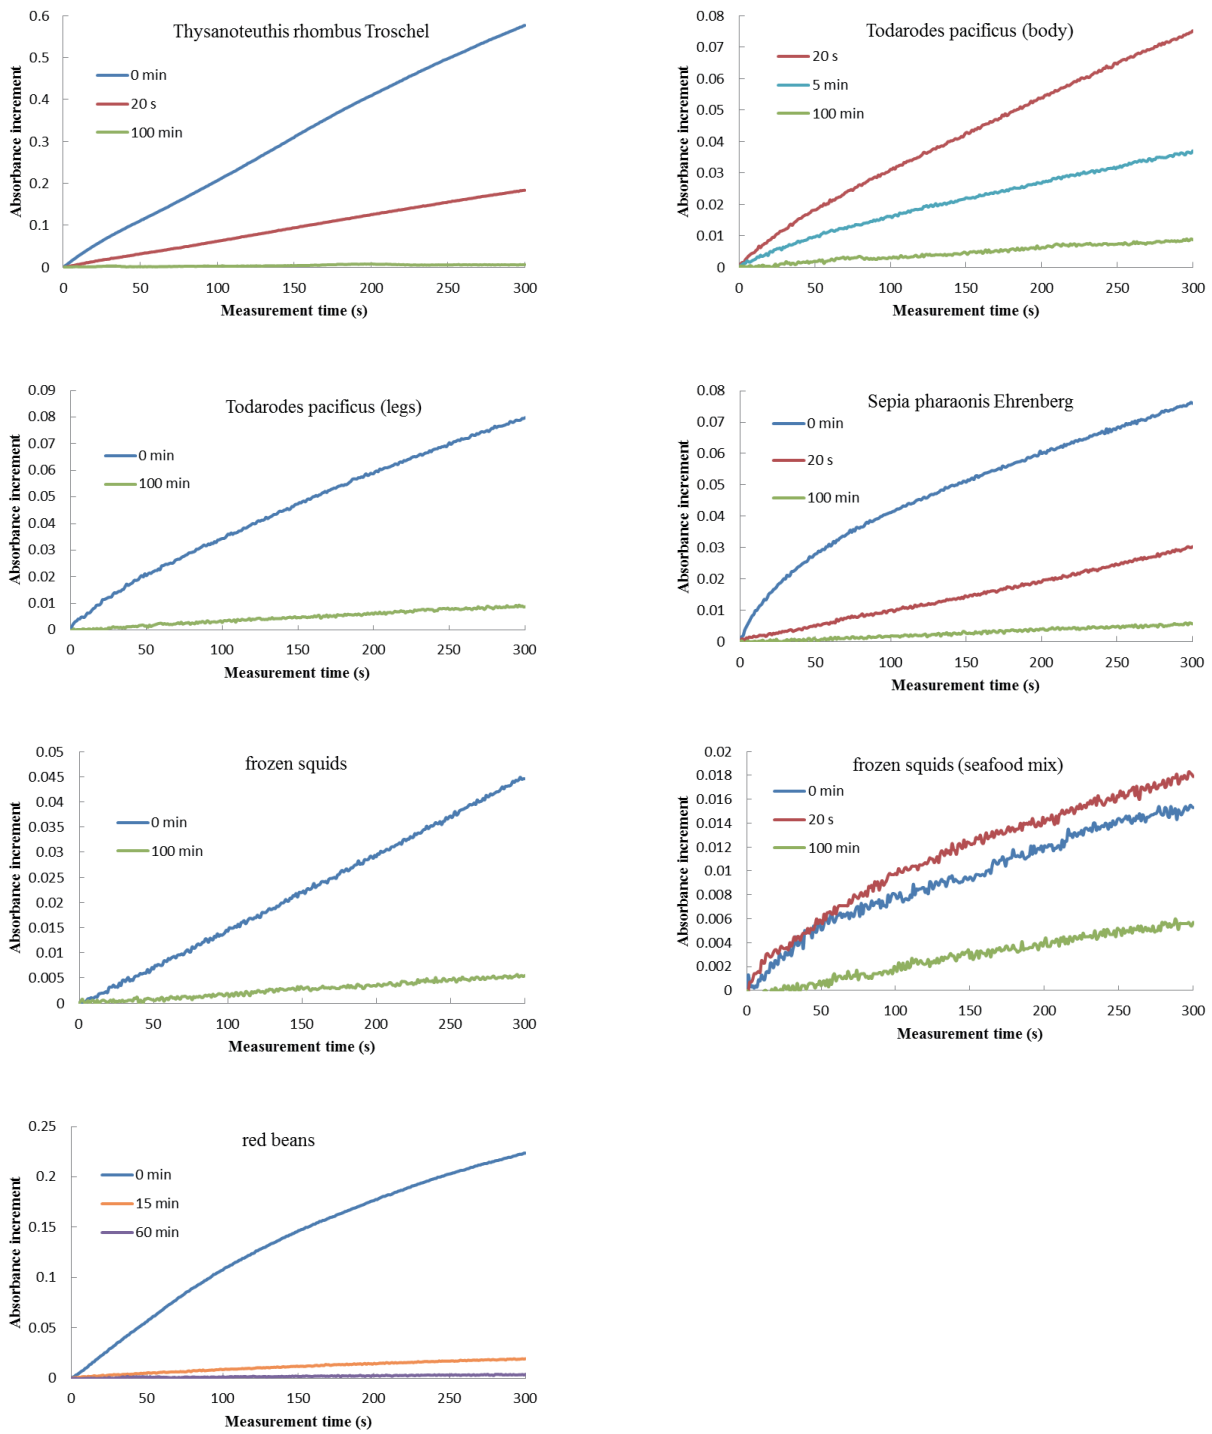 Thysanoteuthis rhombus Troschel
Absorbance increment
0.6
0.5
0.4
0.3
0.2
0.1
0
0 min
20 s
100 min
0 50 100 150 200 250 300
Measurement time (s)
Todarodes pacificus (body)
Absorbance increment
0.08
0.07
0.06
0.05
0.04
0.03
0.02
0.01
0
20 s
5 min
100 min
0 50 100 150 200 250 300
Measurement time (s)
Todarodes pacificus (legs)
Absorbance increment
0.09
0.08
0.07
0.06
0.05
0.04
0.03
0.02
0.01
0
0 min
100 min
0 50 100 150 200 250 300
Measurement time (s)
Sepia pharaonis Ehrenberg
Absorbance increment
0.08
0.07
0.06
0.05
0.04
0.03
0.02
0.01
0
0 min
20 s
100 min
0 50 100 150 200 250 300
Measurement time (s)
frozen squids
Absorbance increment
0.05
0.045
0.04
0.035
0.03
0.025
0.02
0.015
0.01
0.005
0
0 min
100 min
0 50 100 150 200 250 300
Measurement time (s)
frozen squids (seafood mix)
Absorbance increment
0.02
0.018
0.016
0.014
0.012
0.01
0.008
0.006
0.004
0.002
0
0 min
20 s
100 min
0 50 100 150 200 250 300
Measurement time (s)
red beans
Absorbance increment
0.25
0.2
0.15
0.1
0.05
0
0 min
15 min
60 min
0 50 100 150 200 250 300
Measurement time (s)